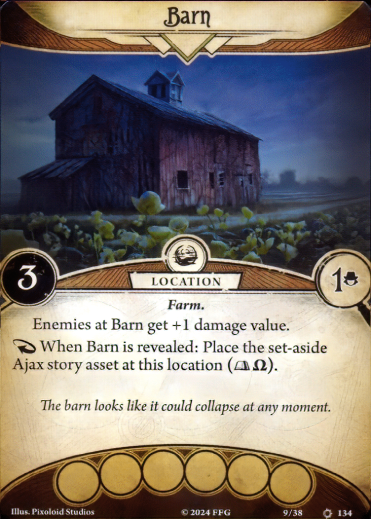 Barn
3
1
LOCATION
Farm.
Enemies at Barn get +1 damage value.
When Barn is revealed: Place the set-aside
Ajax story asset at this location (Ω).
The barn looks like it could collapse at any moment.
Illus. Pixoloid Studios © 2024 FFG 9/38 134